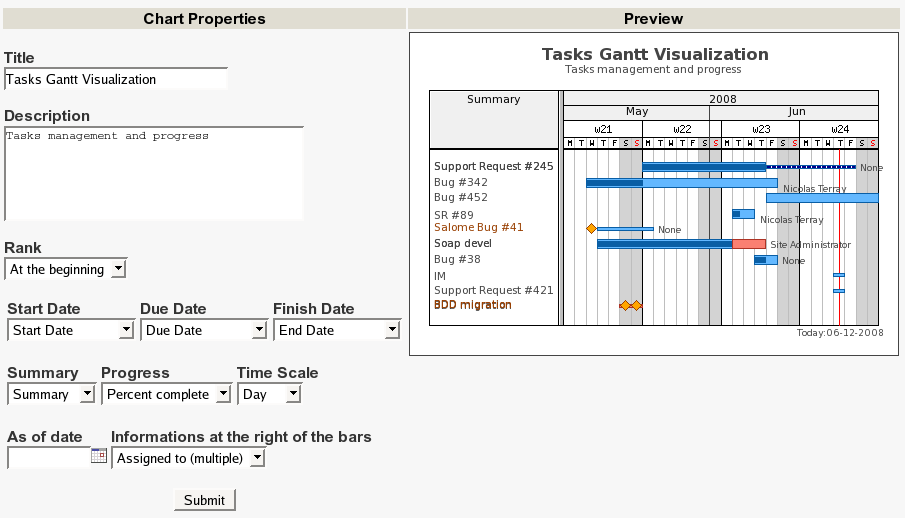 Chart Properties
Preview
Title
Tasks Gantt Visualization
Description
Tasks management and progress
Rank
At the beginning
Start Date Due Date Finish Date
Start Date Due Date End Date
Summary Progress Time Scale
Summary Percent complete Day
As of date Informations at the right of the bars
Assigned to (multiple)
Submit
Tasks Gantt Visualization
Tasks management and progress
Summary 2008
May Jun
w21 w22 w23 w24
M T W T F S S M T W T F S S M T W T F S S M T W T F S S
Support Request #245 None
Bug #342 Nicolas Terray
Bug #452
SR #89 Nicolas Terray
Salome Bug #41 None
Soap devel Site Administrator
Bug #38 None
IM
Support Request #421
BDD migration
Today:06-12-2008